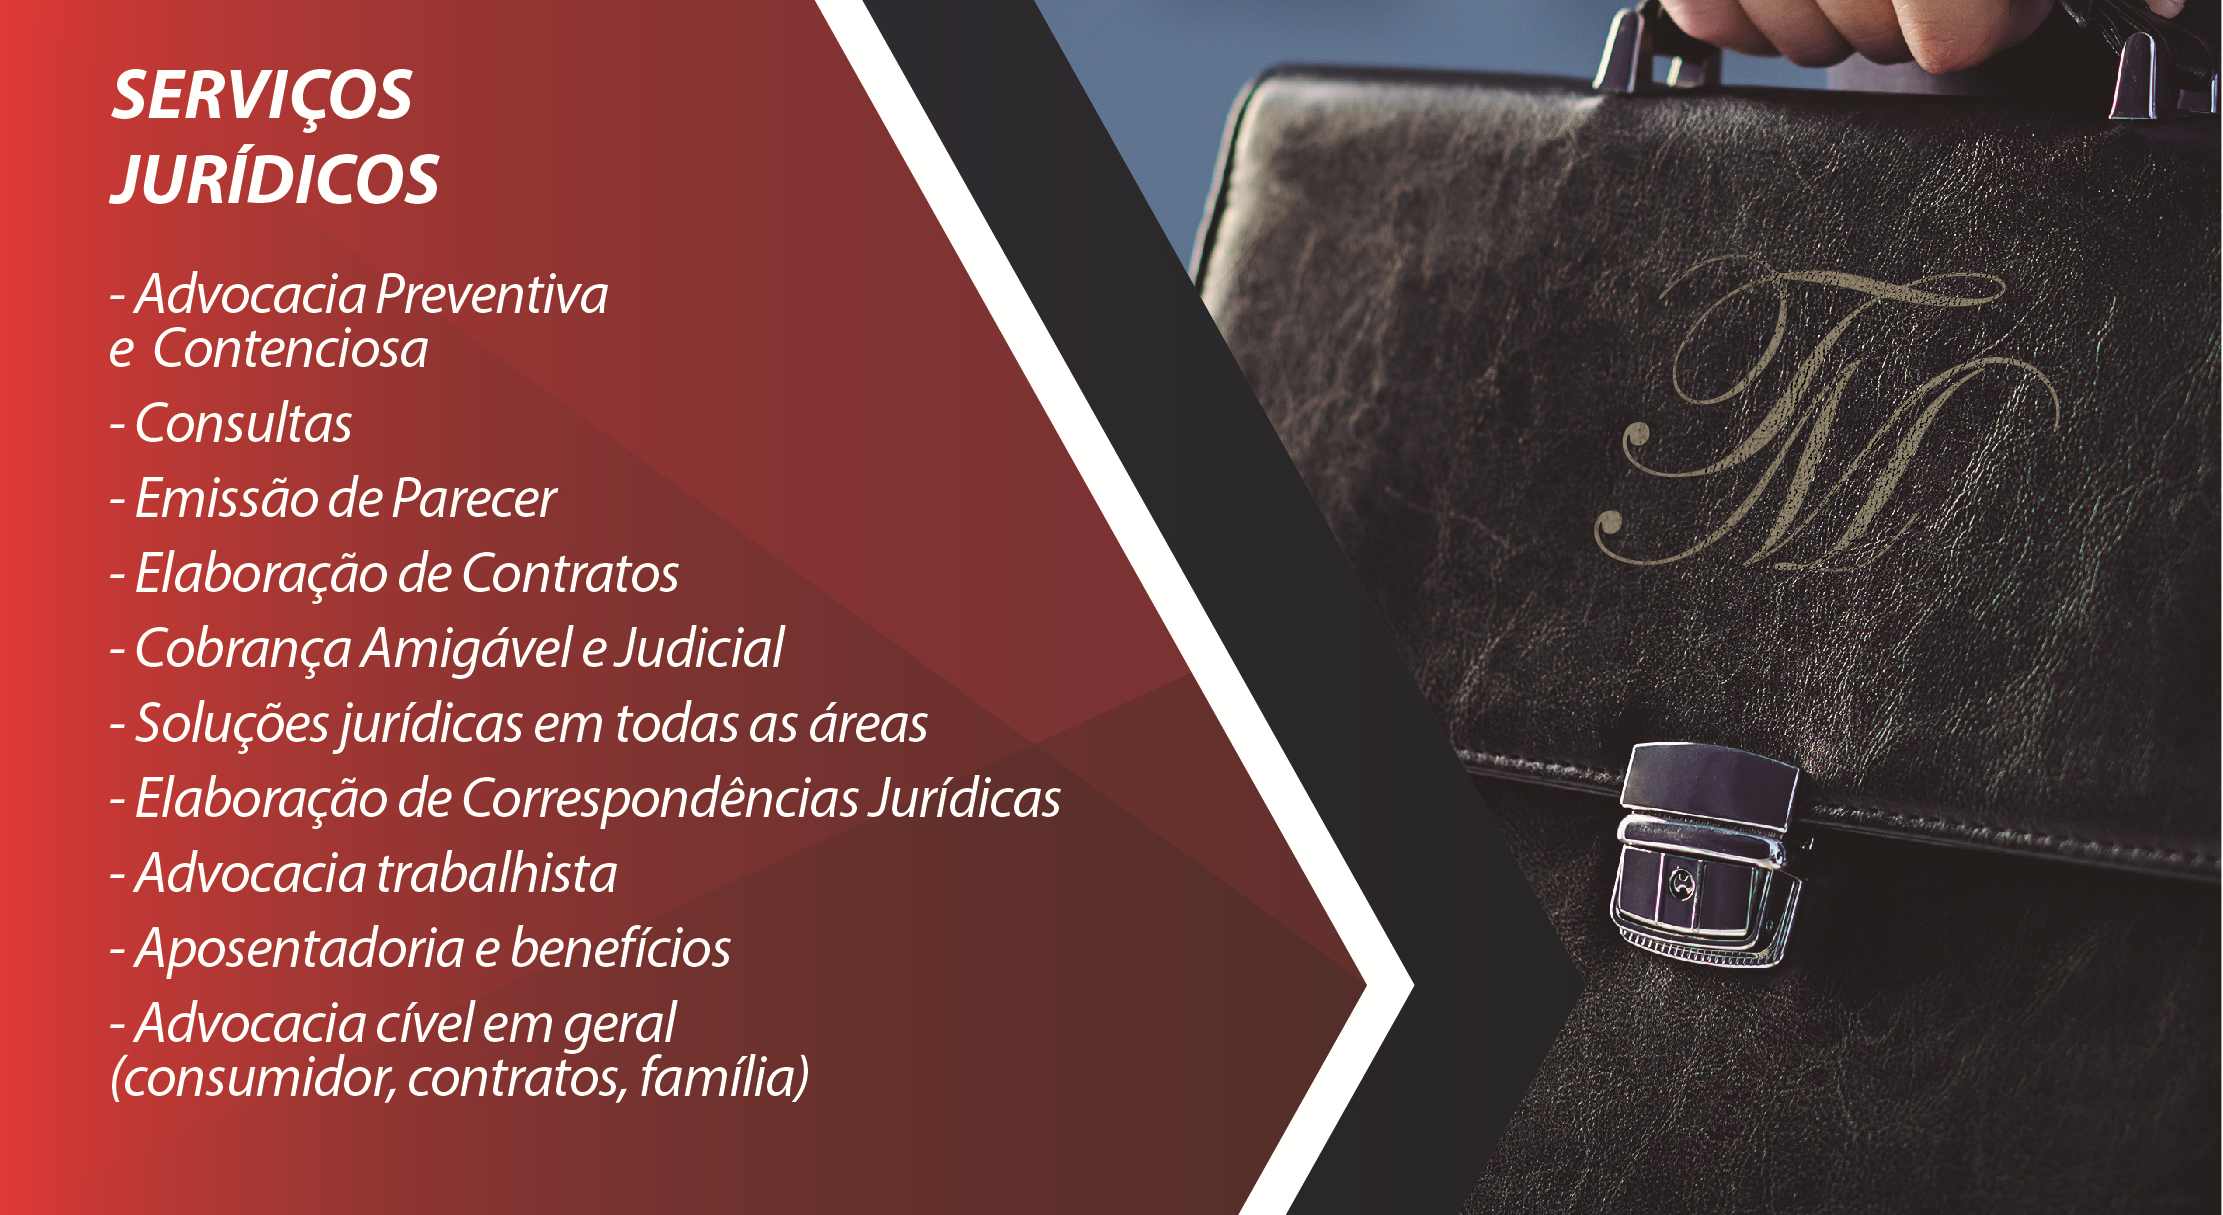 SERVIÇOS
JURÍDICOS
- Advocacia Preventiva
e Contenciosa
- Consultas
- Emissão de Parecer
- Elaboração de Contratos
- Cobrança Amigável e Judicial
- Soluções jurídicas em todas as áreas
- Elaboração de Correspondências Jurídicas
- Advocacia trabalhista
- Aposentadoria e benefícios
- Advocacia cível em geral
(consumidor, contratos, família)
TM